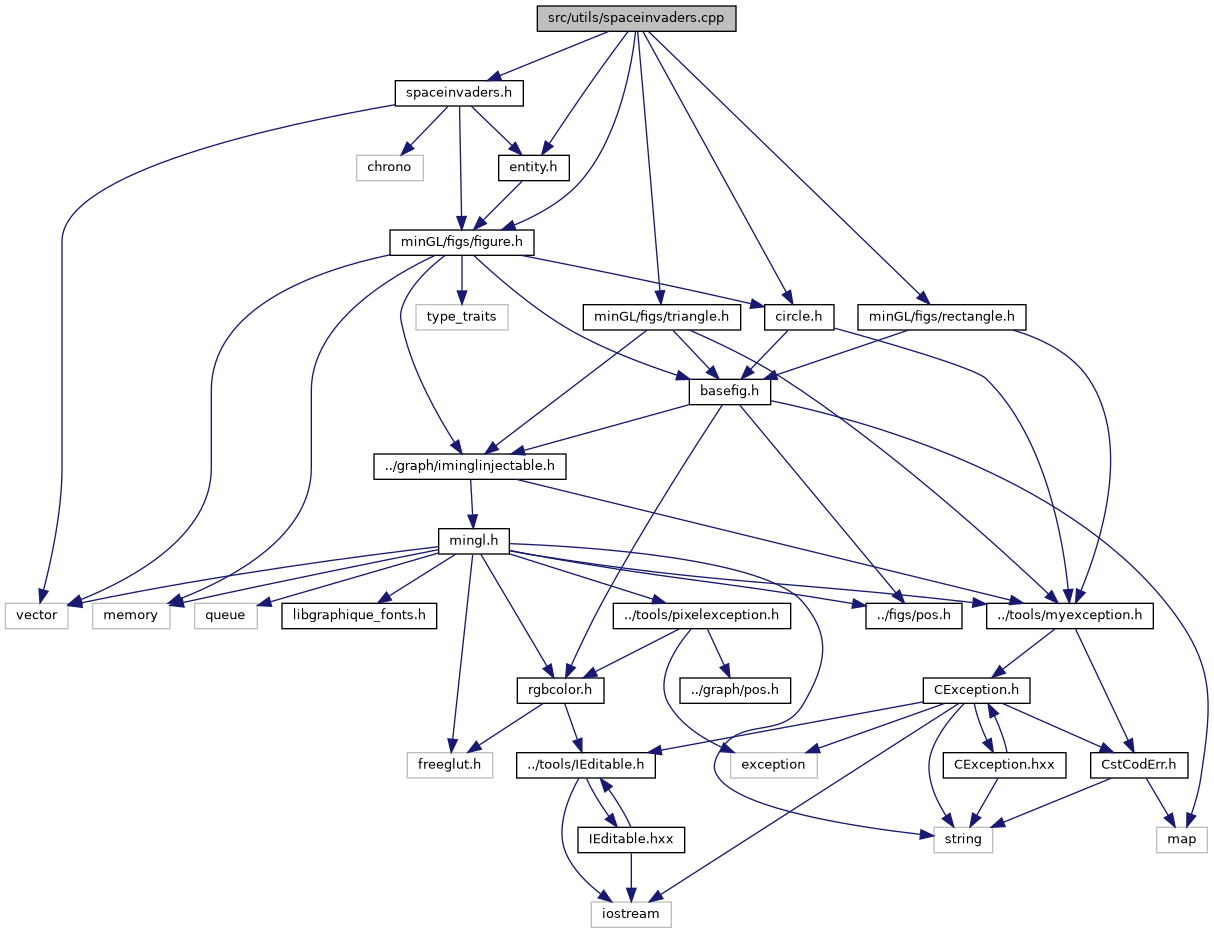 src/utils/spaceinvaders.cpp
spaceinvaders.h
chrono
entity.h
minGL/figs/figure.h
type_traits
minGL/figs/triangle.h
circle.h
minGL/figs/rectangle.h
basefig.h
../graph/iminglinjectable.h
mingl.h
vector
memory
queue
libgraphique_fonts.h
../tools/pixelexception.h
../figs/pos.h
../tools/myexception.h
rgbcolor.h
../graph/pos.h
CException.h
freeglut.h
../tools/IEditable.h
exception
CException.hxx
CstCodErr.h
IEditable.hxx
string
map
iostream